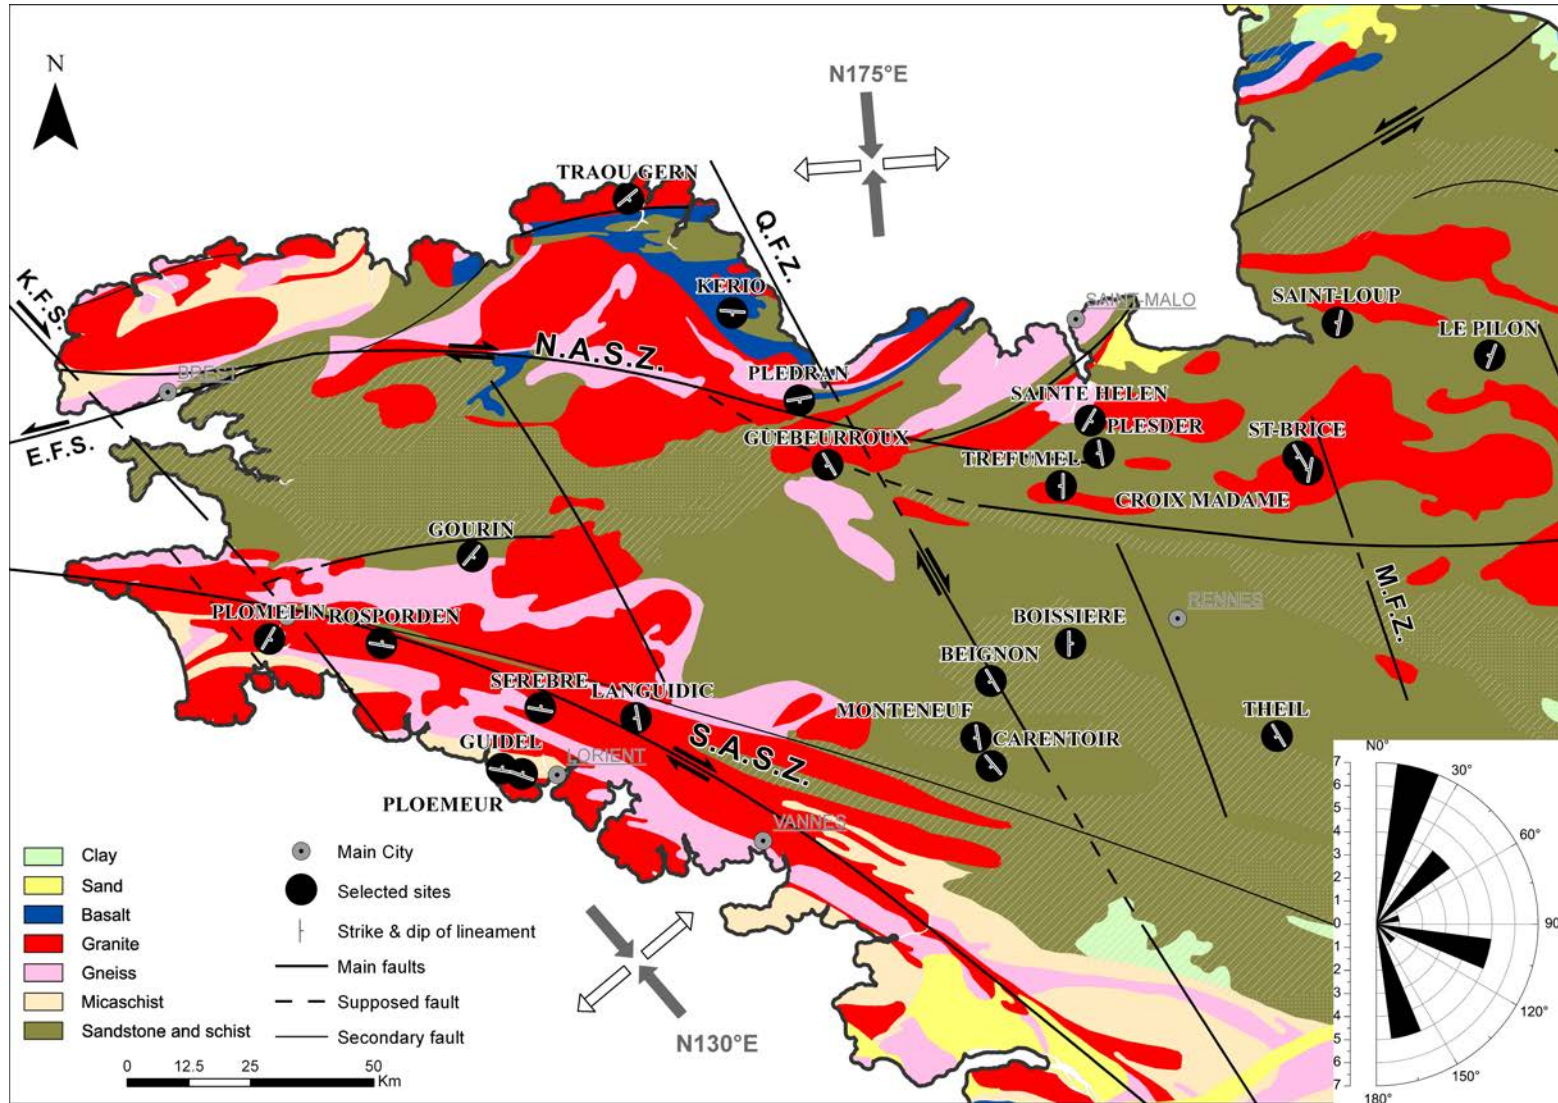 N
N175°E
TRAOU GERN
Q.F.Z.
K.F.S.
KERIO
SAINT-MALO
SAINT-LOUP
LE PILON
N.A.S.Z.
BREST
PLEDRAN
SAINTE HELEN
PLESDER
ST-BRICE
E.F.S.
GUEBEURROUX
TREFUMEL
CROIX MADAME
GOURIN
M.F.Z.
PLOMELIN
ROSPORDEN
BOISSIERE
RENNES
BEIGNON
SEREBRE
LANGUIDIC
MONTENEUF
CARENTOIR
THEIL
S.A.S.Z.
GUIDEL
LORIENT
PLOEMEUR
VANNES
N130°E
Clay
Sand
Basalt
Granite
Gneiss
Micaschist
Sandstone and schist
Main City
Selected sites
Strike & dip of lineament
Main faults
Supposed fault
Secondary fault
0 12.5 25 50
Km
N0°
30°
60°
90°
120°
150°
180°
7
6
5
4
3
2
1
0
1
2
3
4
5
6
7